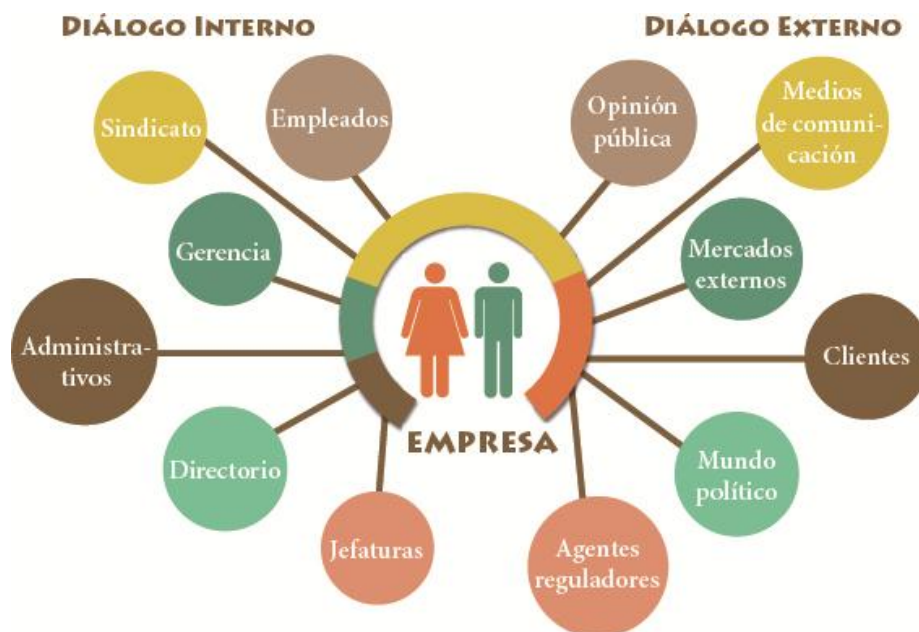 DIÁLOGO INTERNO
DIÁLOGO EXTERNO
Sindicato
Empleados
Gerencia
Administra-
tivos
Directorio
Jefaturas
EMPRESA
Opinión
pública
Medios
de comuni-
cación
Mercados
externos
Clientes
Mundo
político
Agentes
reguladores